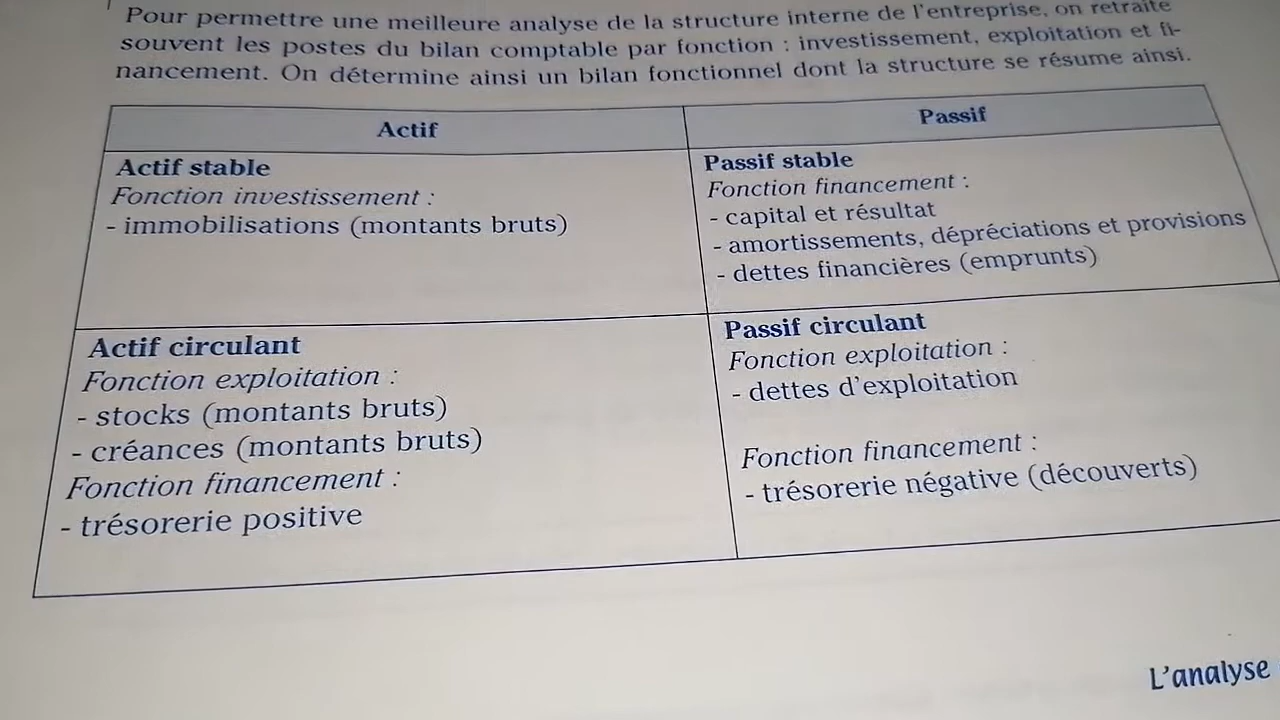 Pour permettre une meilleure analyse de la structure interne de l'entreprise, on retraite
souvent les postes du bilan comptable par fonction : investissement, exploitation et fi-
nancement. On détermine ainsi un bilan fonctionnel dont la structure se résume ainsi.
Actif
Passif
Actif stable
Fonction investissement :
- immobilisations (montants bruts)
Passif stable
Fonction financement :
- capital et résultat
- amortissements, dépréciations et provisions
- dettes financières (emprunts)
Actif circulant
Fonction exploitation :
- stocks (montants bruts)
- créances (montants bruts)
Fonction financement :
- trésorerie positive
Passif circulant
Fonction exploitation :
- dettes d'exploitation
Fonction financement :
- trésorerie négative (découverts)
L'analyse